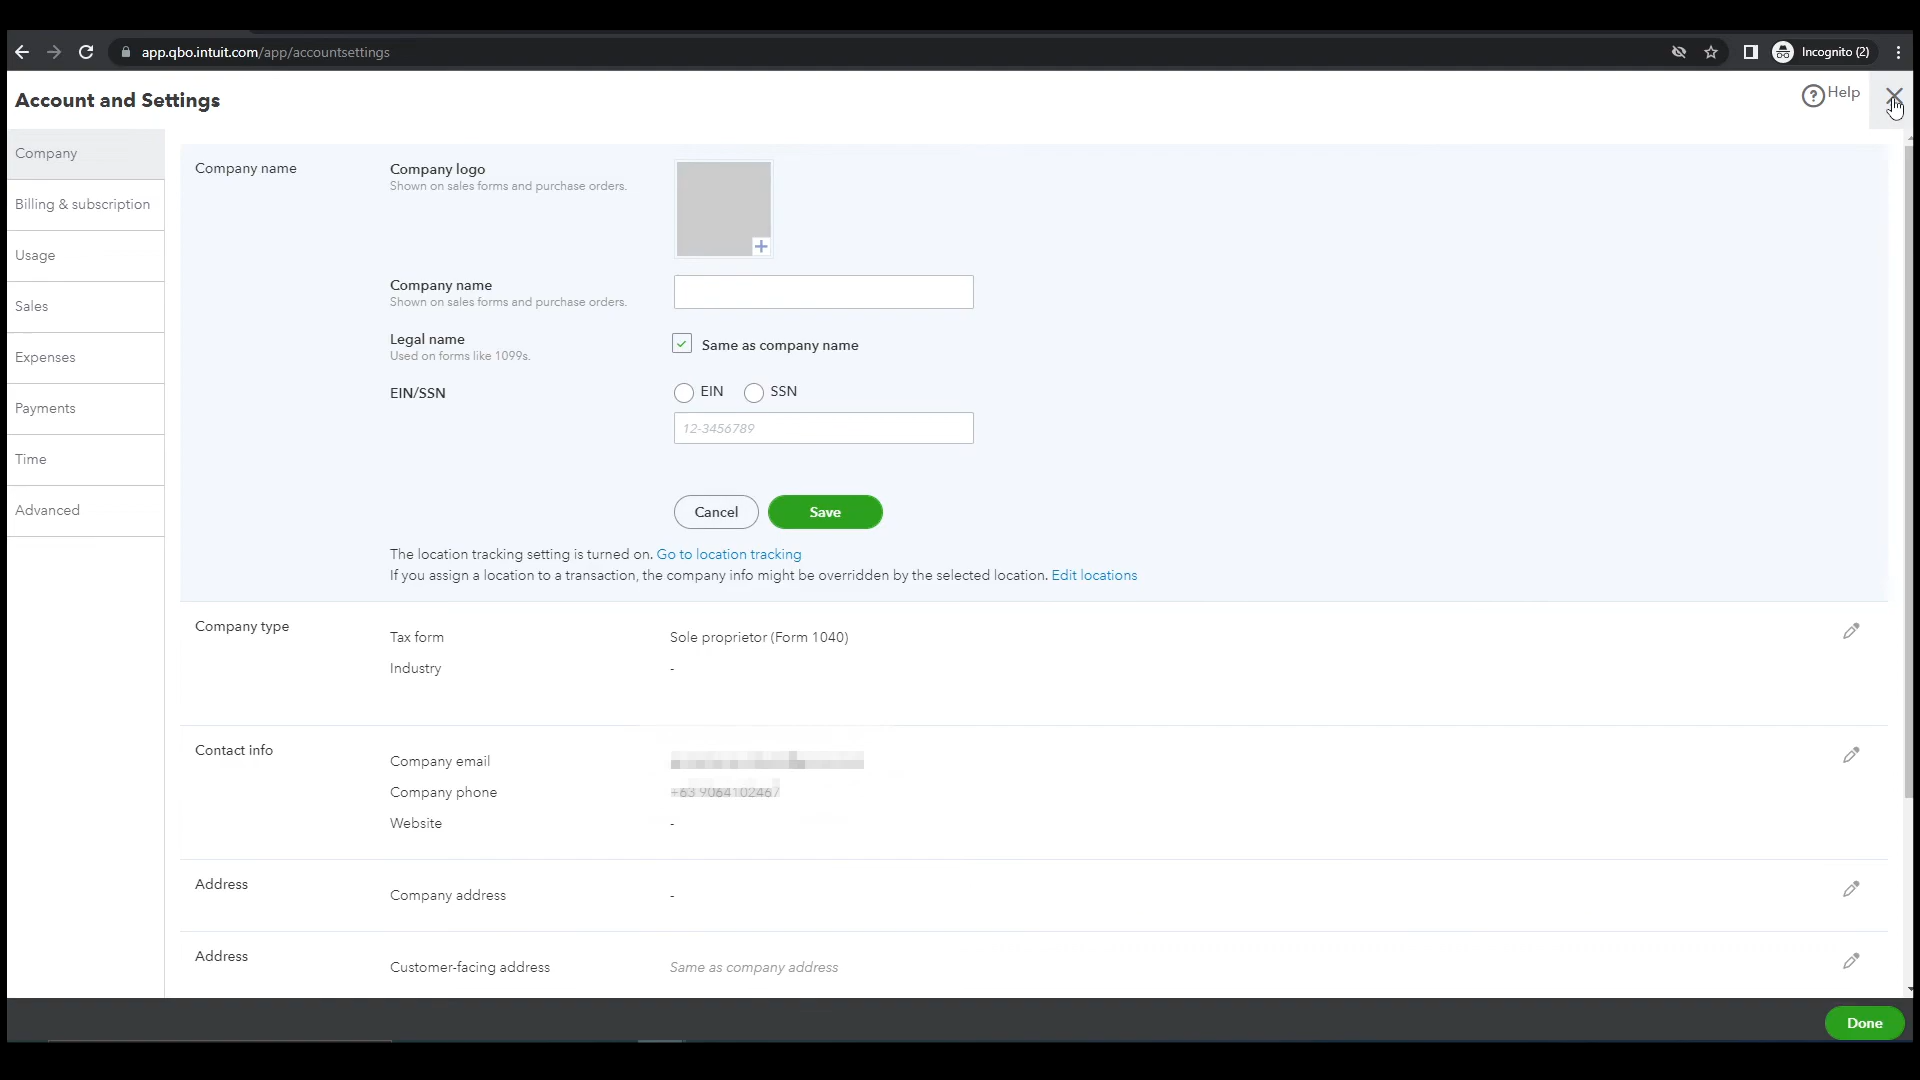 app.qbo.intuit.com/app/accountsettings
Incognito (2)
Account and Settings
Help
Company
Billing & subscription
Usage
Sales
Expenses
Payments
Time
Advanced
Company name
Company logo
Shown on sales forms and purchase orders.
Company name
Shown on sales forms and purchase orders.
Legal name
Used on forms like 1099s.
Same as company name
EIN/SSN
EIN
SSN
12-3456789
Cancel
Save
The location tracking setting is turned on. Go to location tracking
If you assign a location to a transaction, the company info might be overridden by the selected location. Edit locations
Company type
Tax form
Sole proprietor (Form 1040)
Industry
-
Contact info
Company email
Company phone
Website
-
Address
Company address
-
Address
Customer-facing address
Same as company address
Done